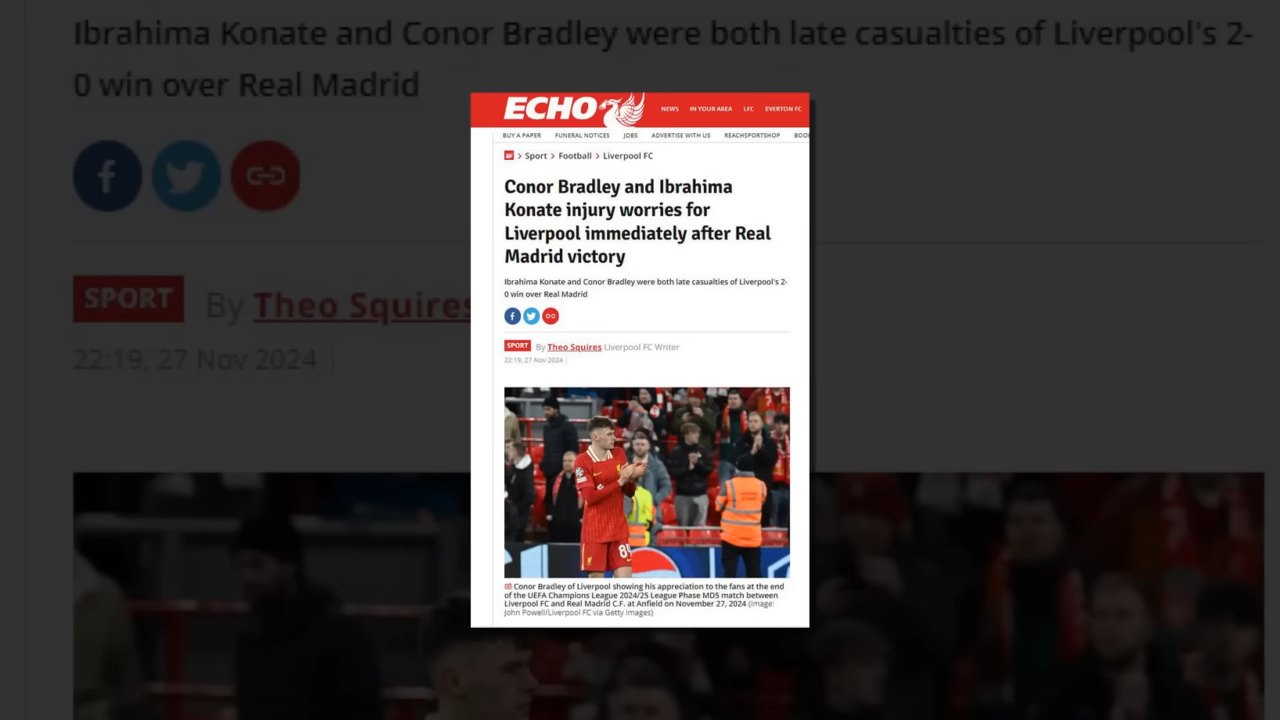 Ibrahima Konate and Conor Bradley were both late casualties of Liverpool's 2-
0 win over Real Madrid
SPORT By Theo Squires
22:19, 27 Nov 2024
ECHO
NEWS IN YOUR AREA LFC EVERTON FC
BUY A PAPER FUNERAL NOTICES JOBS ADVERTISE WITH US REACHSPORTSHOP
Sport > Football > Liverpool FC
Conor Bradley and Ibrahima
Konate injury worries for
Liverpool immediately after Real
Madrid victory
Ibrahima Konate and Conor Bradley were both late casualties of Liverpool's 2-
0 win over Real Madrid
SPORT By Theo Squires Liverpool FC Writer
22:19, 27 Nov 2024
Conor Bradley of Liverpool showing his appreciation to the fans at the end
of the UEFA Champions League 2024/25 League Phase MD5 match between
Liverpool FC and Real Madrid C.F. at Anfield on November 27, 2024 (Image:
John Powell/Liverpool FC via Getty Images)